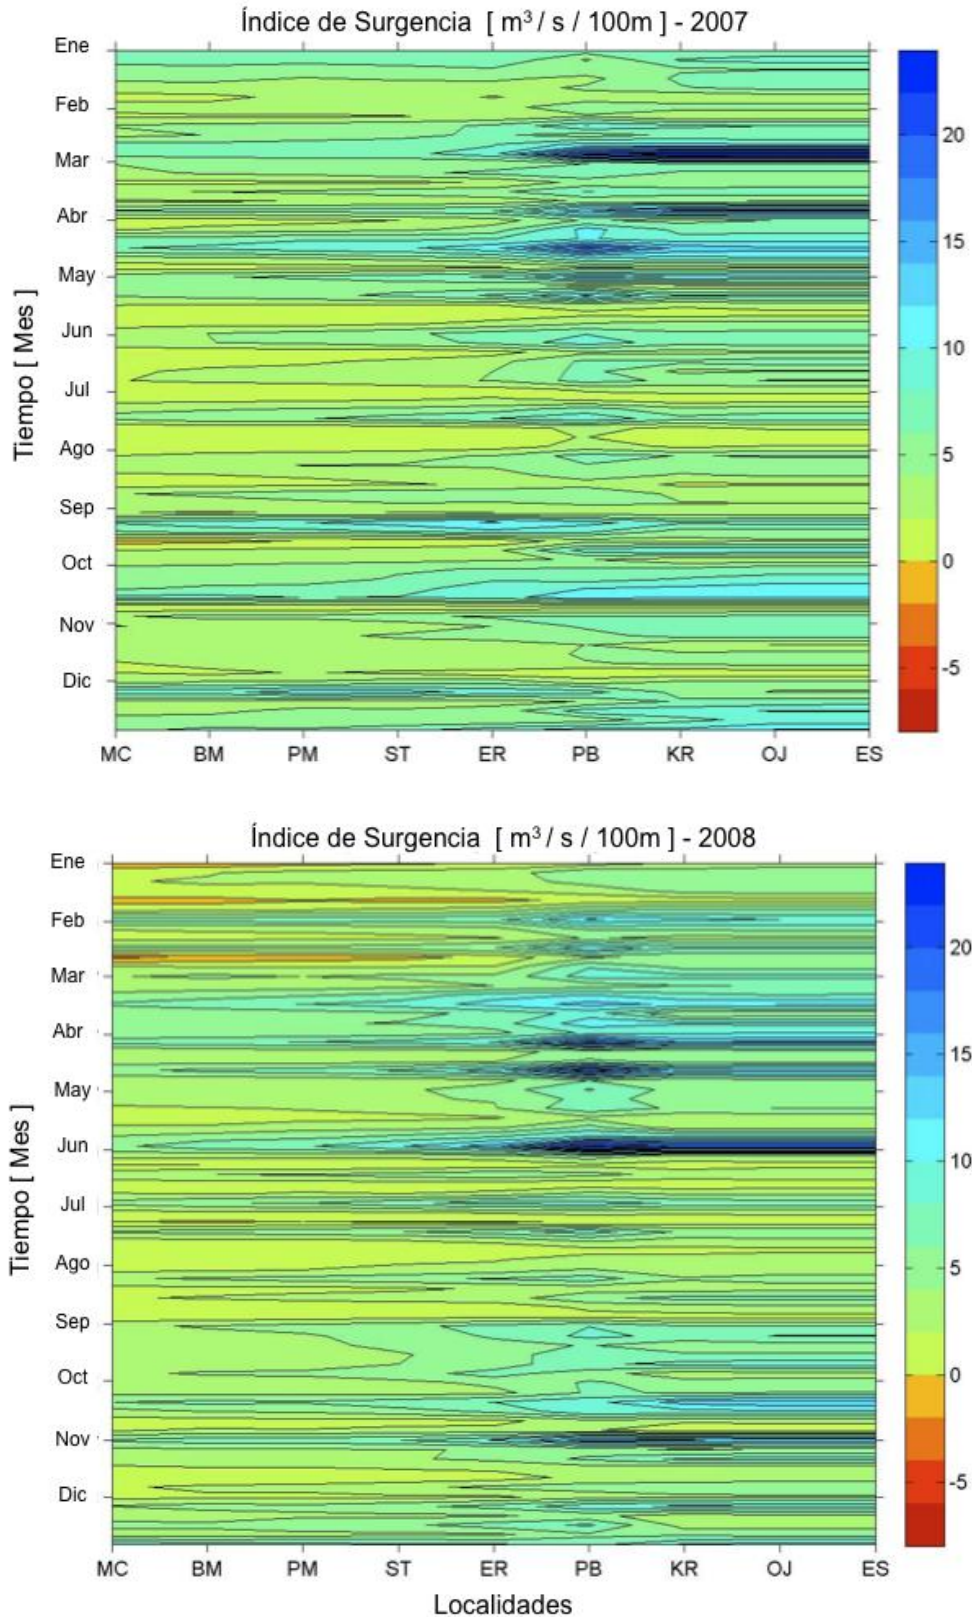 Índice de Surgencia [ m³ / s / 100m ] - 2007
Ene
Feb
Mar
Abr
May
Jun
Jul
Ago
Sep
Oct
Nov
Dic
Tiempo [ Mes ]
MC BM PM ST ER PB KR OJ ES
20
15
10
5
0
-5
Índice de Surgencia [ m³ / s / 100m ] - 2008
Ene
Feb
Mar
Abr
May
Jun
Jul
Ago
Sep
Oct
Nov
Dic
Tiempo [ Mes ]
MC BM PM ST ER PB KR OJ ES
Localidades
20
15
10
5
0
-5